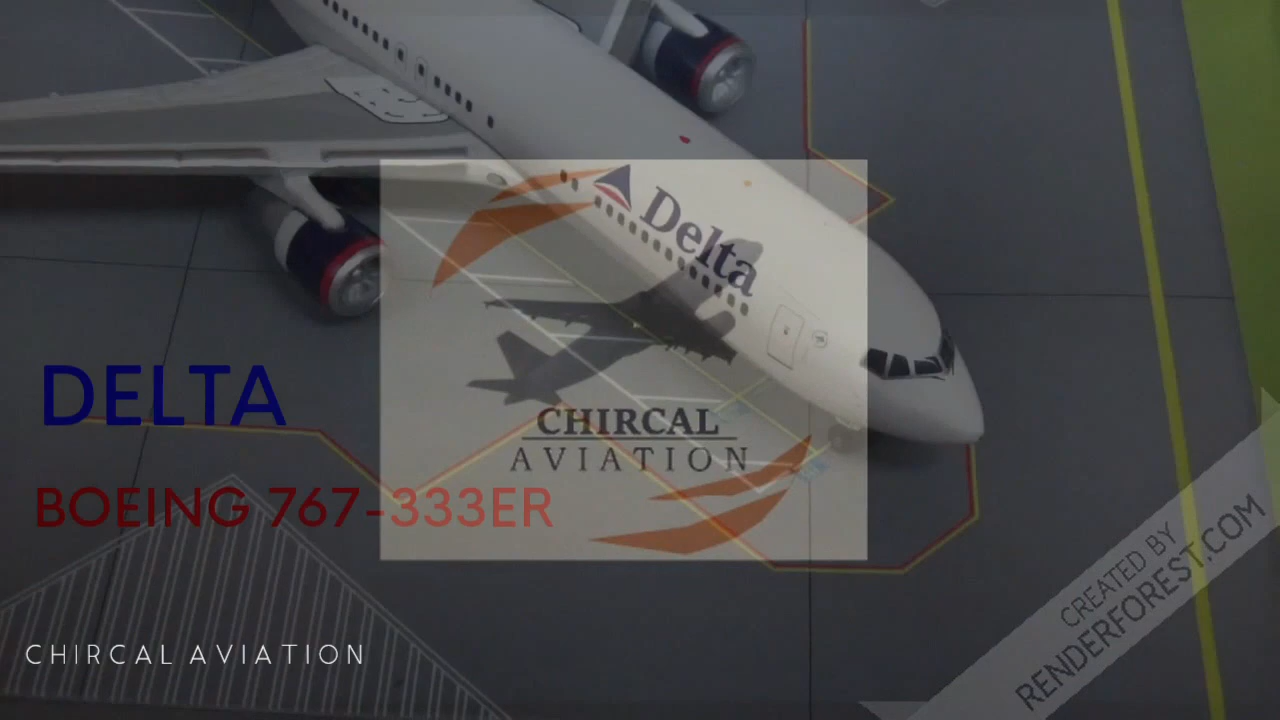 Delta
CHIRCAL
AVIATION
DELTA
BOEING 767-333ER
CHIRCAL AVIATION
CREATED BY
RENDERFOREST.COM